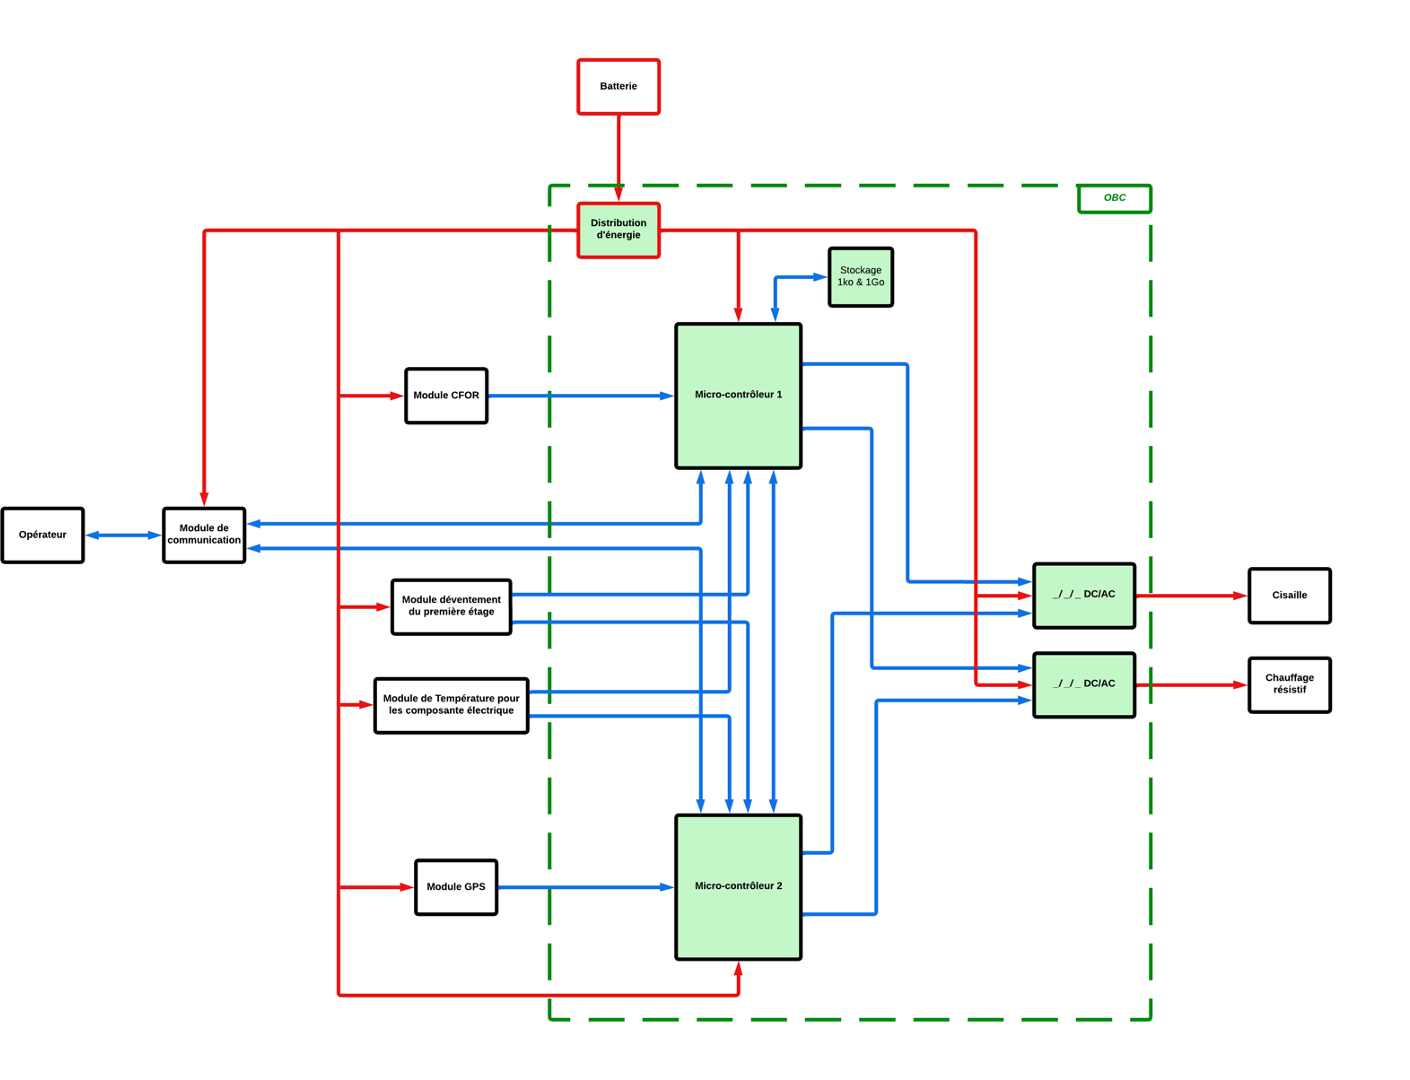 Batterie
OBC
Distribution
d'énergie
Stockage
1ko & 1Go
Module CFOR
Micro-contrôleur 1
Opérateur
Module de
communication
Module déventement
du première étage
_/_/_ DC/AC
Cisaille
Module de Température pour
les composante électrique
_/_/_ DC/AC
Chauffage
résistif
Module GPS
Micro-contrôleur 2